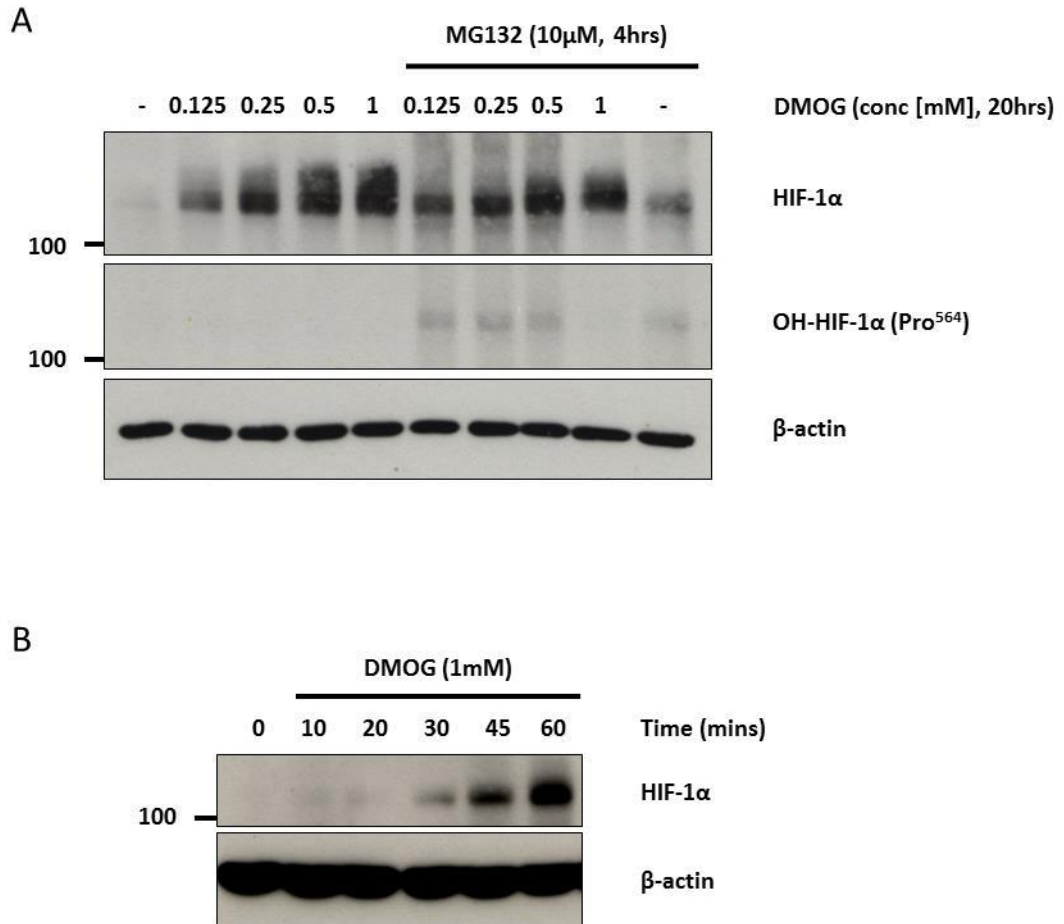 A
MG132 (10µM, 4hrs)
- 0.125 0.25 0.5 1 0.125 0.25 0.5 1 - DMOG (conc [mM], 20hrs)
HIF-1α
100
OH-HIF-1α (Pro⁵⁶⁴)
100
β-actin
B
DMOG (1mM)
0 10 20 30 45 60 Time (mins)
HIF-1α
100
β-actin